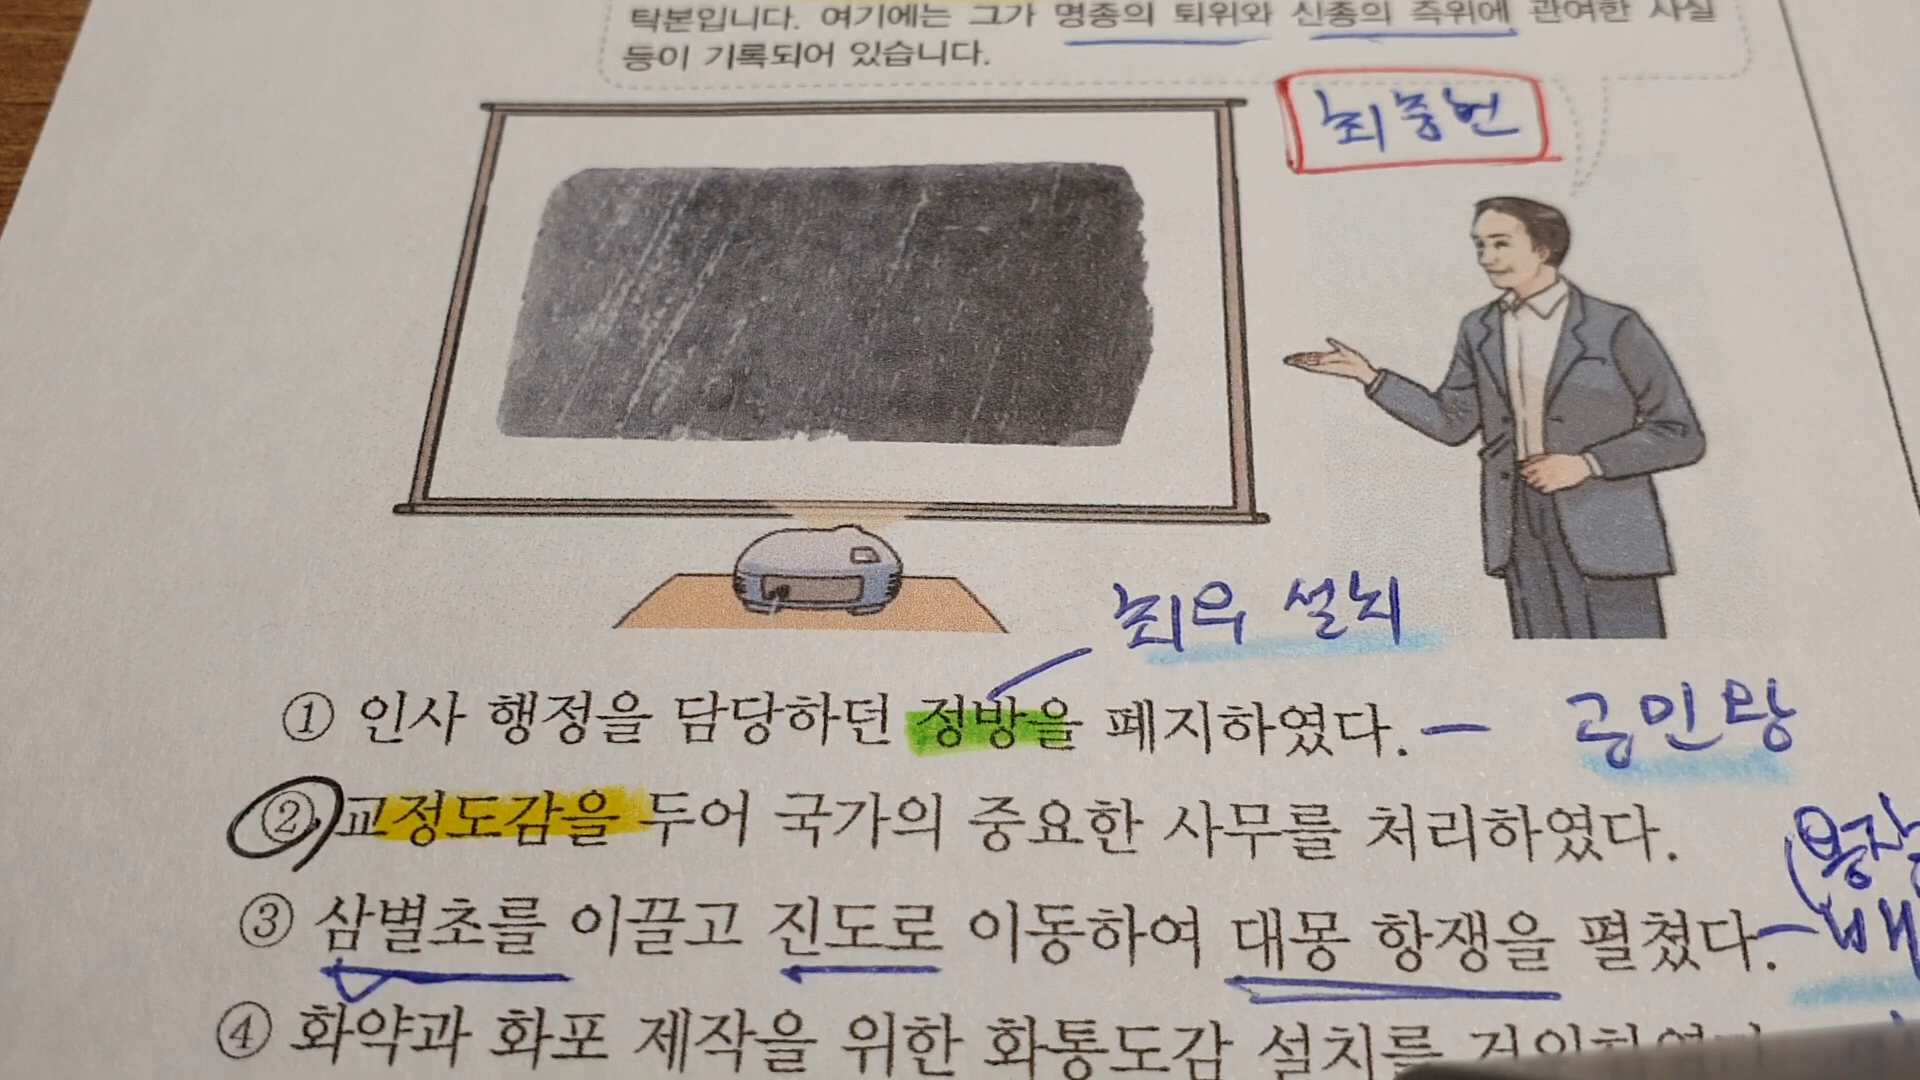 탁본입니다. 여기에는 그가 명종의 퇴위와 신종의 즉위에 관여한 사실
등이 기록되어 있습니다.
최충헌
최우 설치
① 인사 행정을 담당하던 정방을 폐지하였다. - 공민왕
② 교정도감을 두어 국가의 중요한 사무를 처리하였다.
③ 삼별초를 이끌고 진도로 이동하여 대몽 항쟁을 펼쳤다. -
④ 화약과 화포 제작을 위한 화통도감 설치를